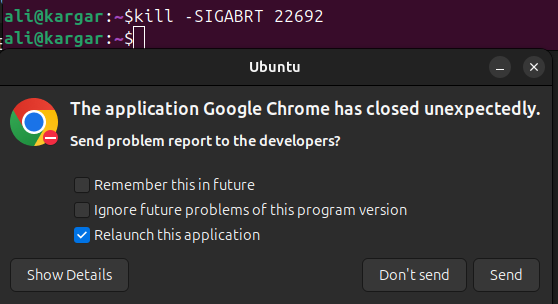 ali@kargar:~$kill -SIGABRT 22692
ali@kargar:~$
Ubuntu
The application Google Chrome has closed unexpectedly.
Send problem report to the developers?
Remember this in future
Ignore future problems of this program version
Relaunch this application
Show Details
Don't send
Send